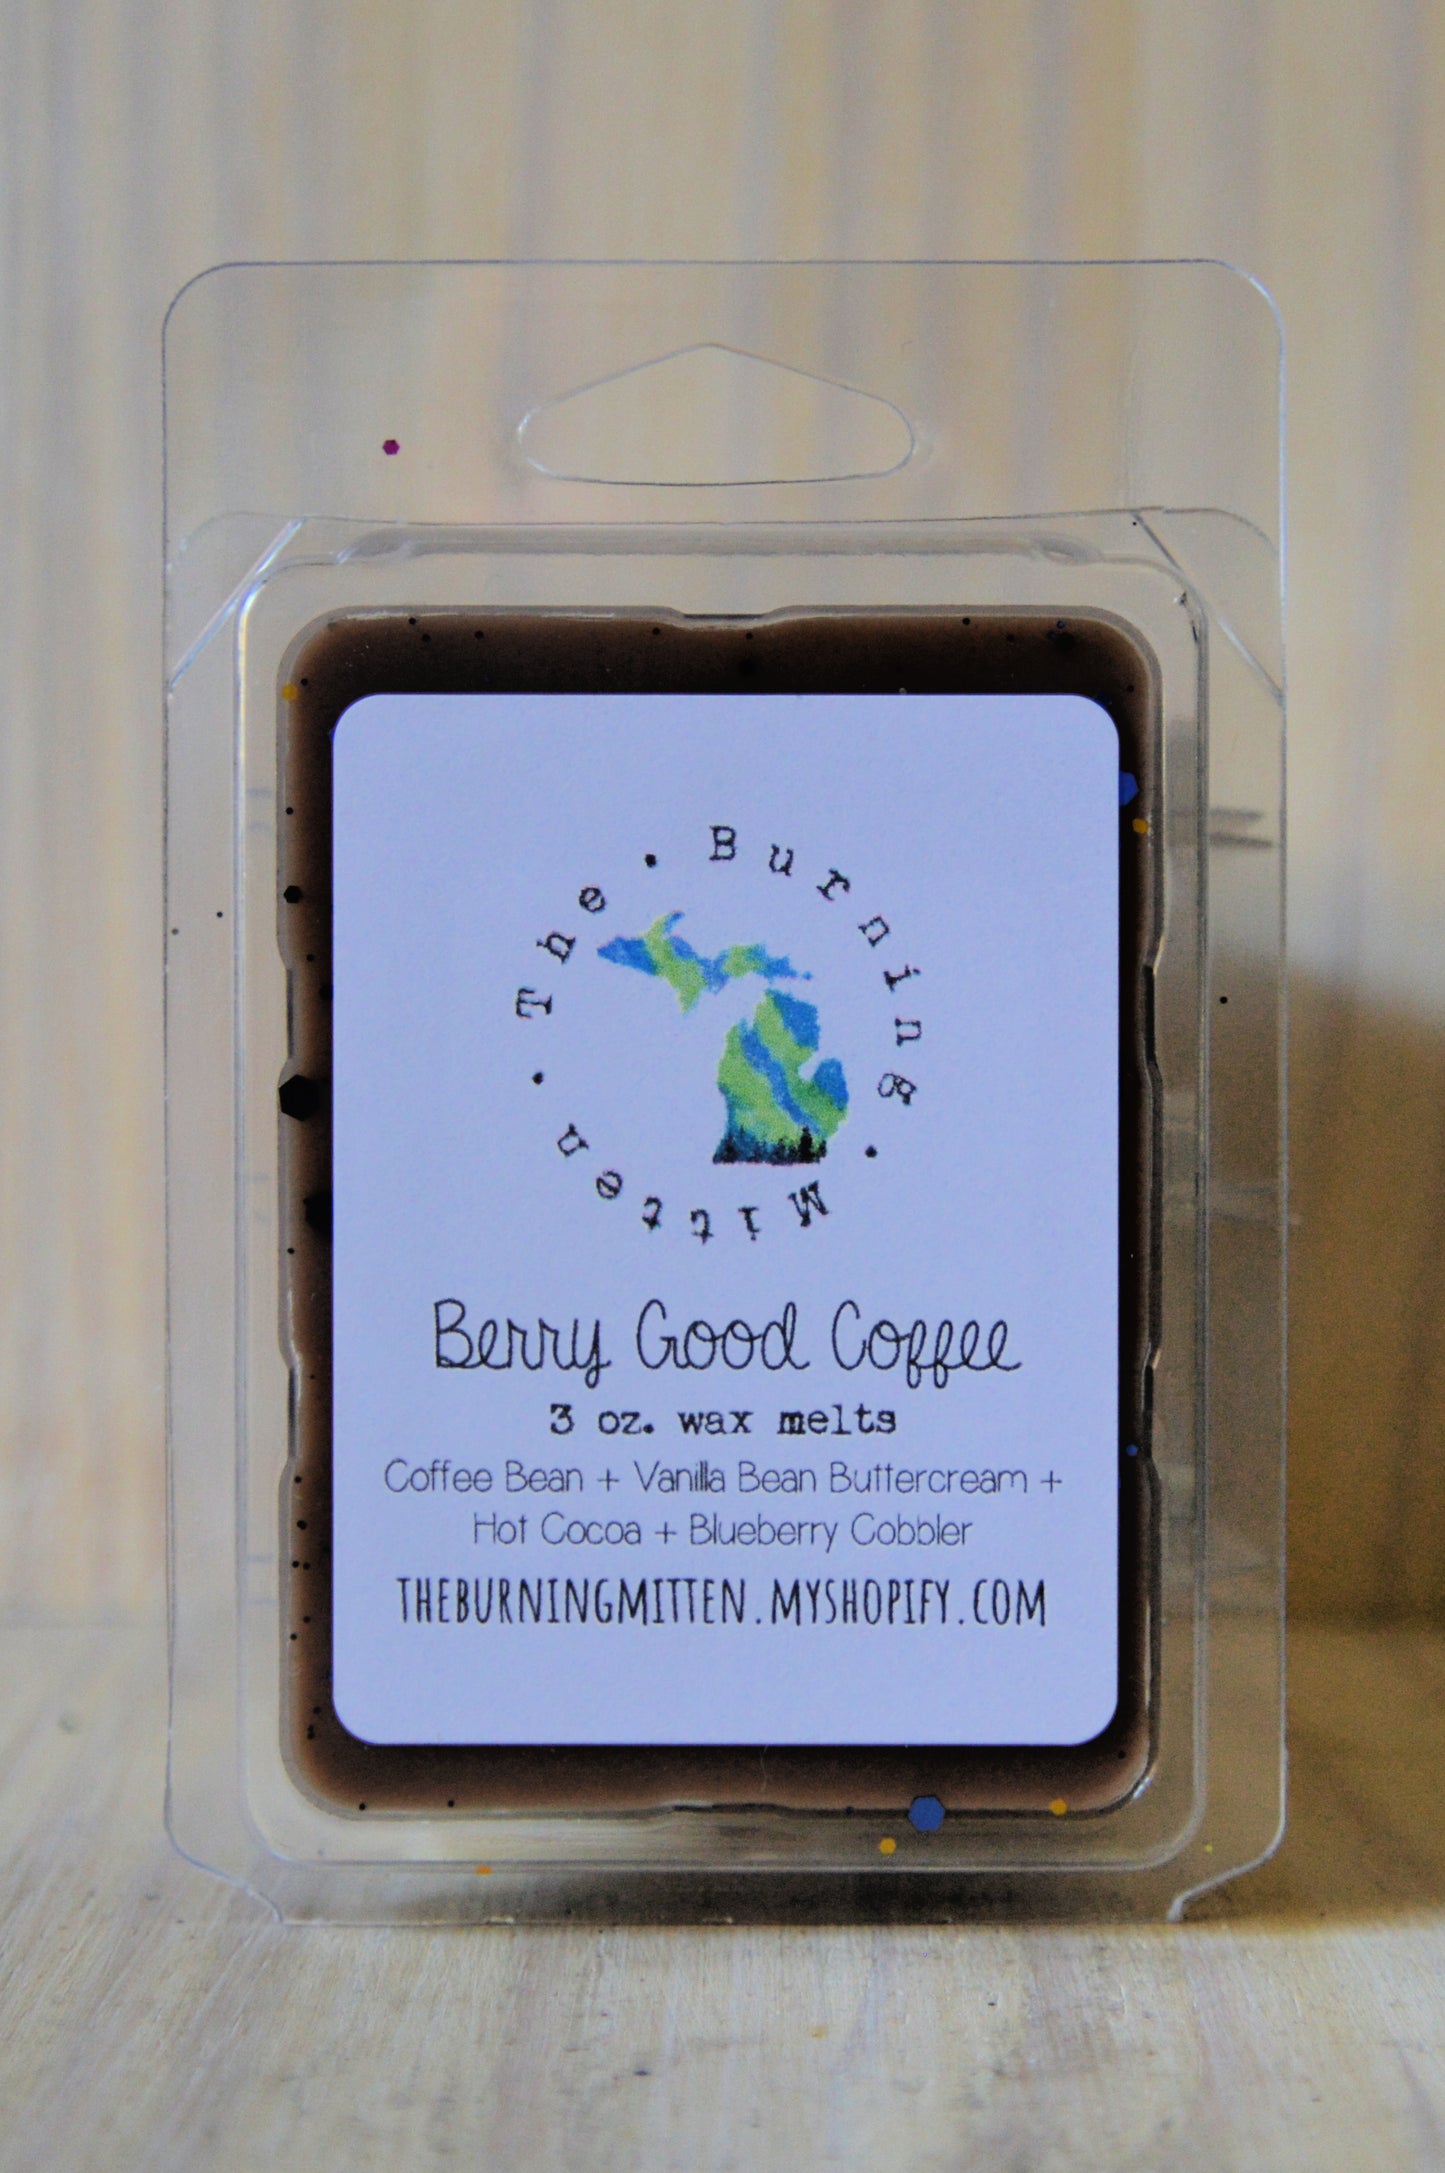 The • Burning • Mitten •
Berry Good Coffee
3 oz. wax melts
Coffee Bean + Vanilla Bean Buttercream +
Hot Cocoa + Blueberry Cobbler
THEBURNINGMITTEN.MYSHOPIFY.COM